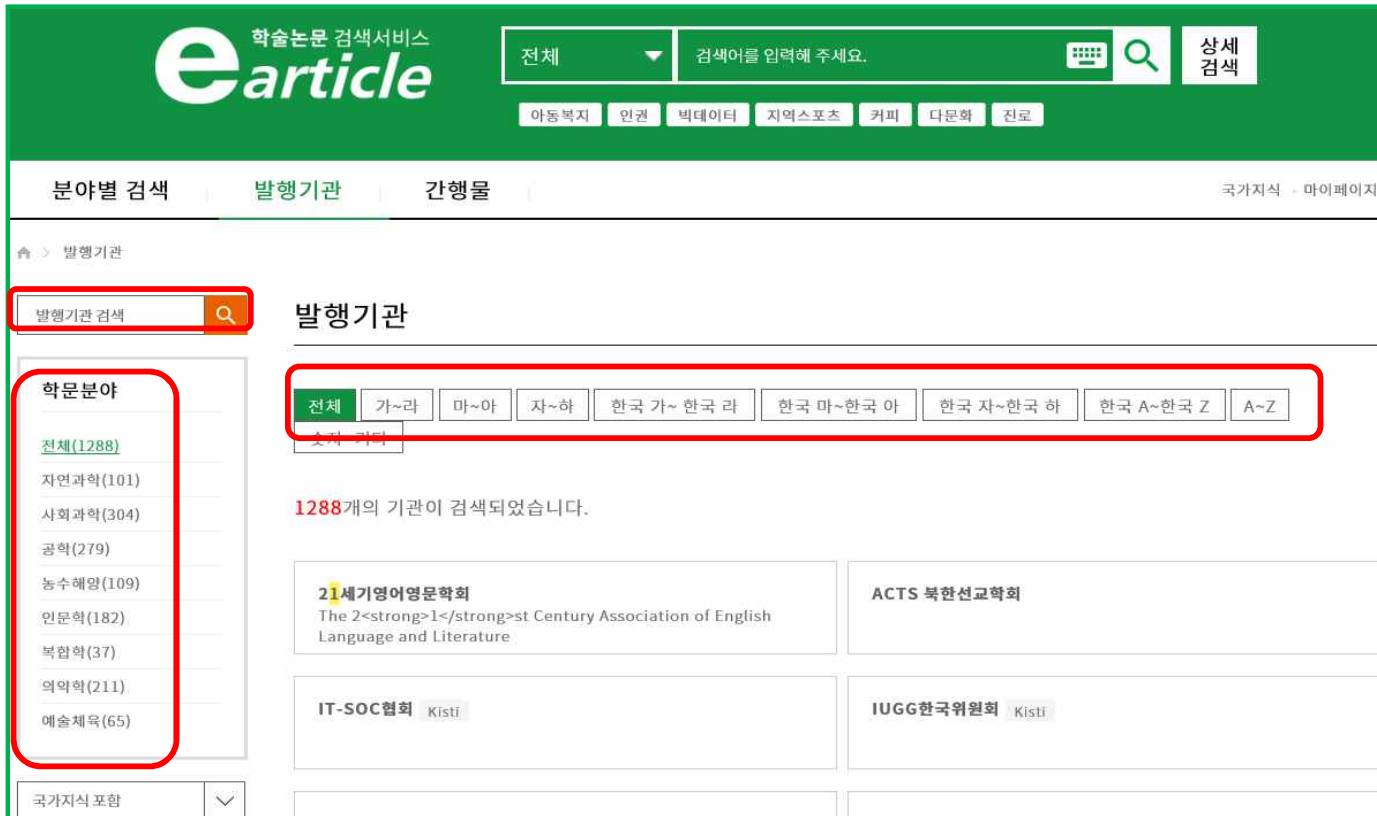 학술논문 검색서비스
earticle
전체
검색어를 입력해 주세요.
상세
검색
아동복지 인권 빅데이터 지역스포츠 커피 다문화 진로
분야별 검색 발행기관 간행물
국가지식 마이페이지
> 발행기관
발행기관 검색
발행기관
학문분야
전체(1288)
자연과학(101)
사회과학(304)
공학(279)
농수해양(109)
인문학(182)
복합학(37)
의약학(211)
예술체육(65)
국가지식 포함
전체 가~라 마~아 자~하 한국 가~ 한국 라 한국 마~한국 아 한국 자~한국 하 한국 A~한국 Z A~Z
1288개의 기관이 검색되었습니다.
21세기영어영문학회
The 2<strong>1</strong>st Century Association of English
Language and Literature
ACTS 북한선교학회
IT-SOC협회 Kisti
IUGG한국위원회 Kisti